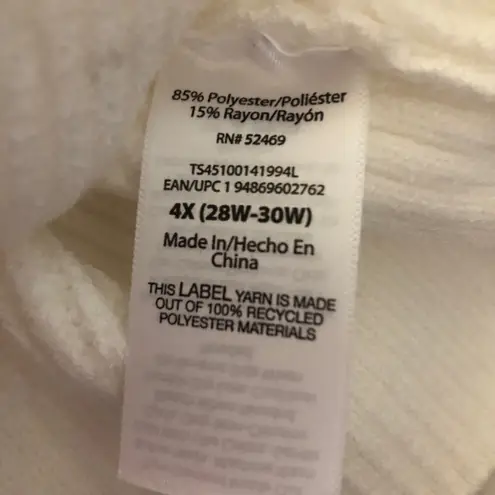 85% Polyester/Poliéster
15% Rayon/Rayón
RN# 52469
TS45100141994L
EAN/UPC 1 94869602762
4X (28W-30W)
Made In/Hecho En
China
THIS LABEL YARN IS MADE
OUT OF 100% RECYCLED
POLYESTER MATERIALS